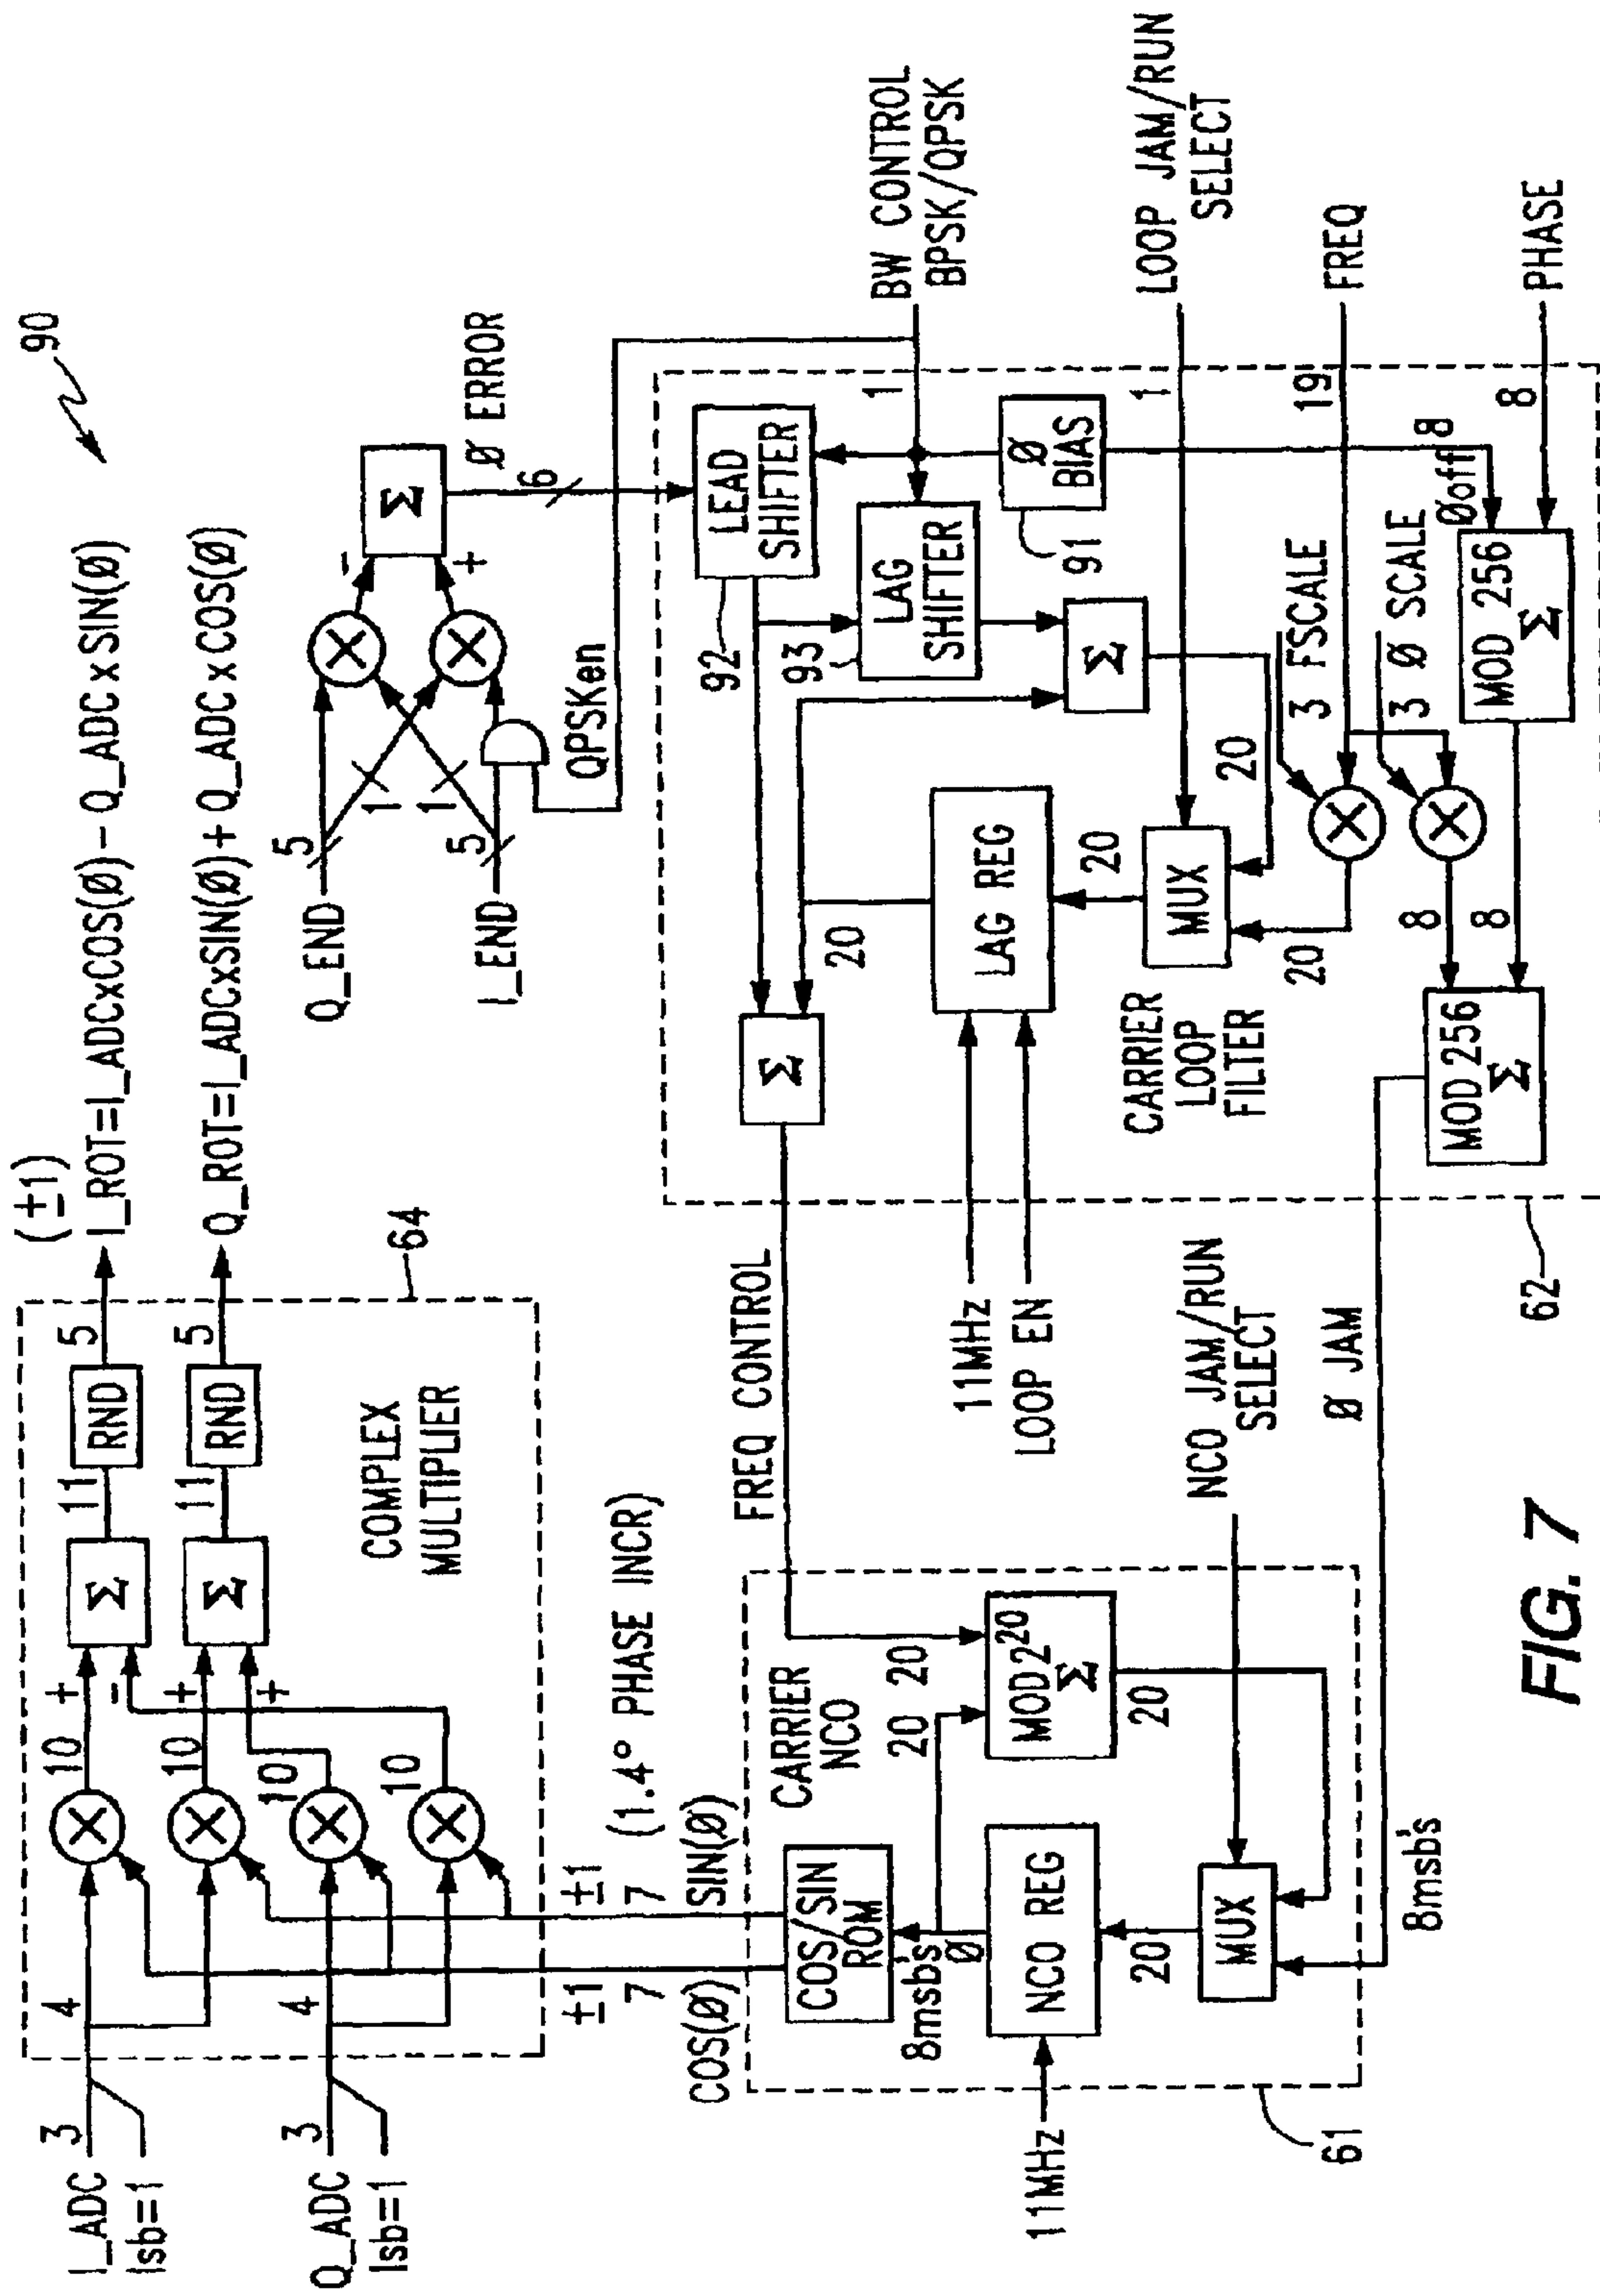 90
(±1)
I_ROT=I_ADCxCOS(Ø)-Q_ADCxSIN(Ø)
Q_ROT=I_ADCxSIN(Ø)+Q_ADCxCOS(Ø)
64
I_ADC
lsb=1
3
4
Q_ADC
lsb=1
3
4
10
+
-
10
+
+
10
10
Σ
11
RND
5
Σ
11
RND
5
COMPLEX
MULTIPLIER
±1
7
COS(Ø)
±1
7
SIN(Ø)
(1.4° PHASE INCR)
Q_END
5
1
I_END
5
1
QPSKen
-
+
Σ
Ø ERROR
6
BW CONTROL
BPSK/QPSK
1
LOOP JAM/RUN
SELECT
1
FREQ
19
PHASE
8
LEAD
SHIFTER
92
LAG
SHIFTER
93
Ø
BIAS
91
Σ
20
Σ
20
LAG REG
20
MUX
20
CARRIER
LOOP
FILTER
3 FSCALE
3 Ø SCALE
Øoff
8
MOD 256
Σ
8
8
MOD 256
Σ
11MHz
LOOP EN
62
FREQ CONTROL
NCO JAM/RUN
SELECT
Ø JAM
8msb's
CARRIER
NCO
COS/SIN
ROM
8msb's
Ø
20
20
MOD 2²⁰
Σ
20
NCO REG
20
MUX
11MHz
61
FIG. 7